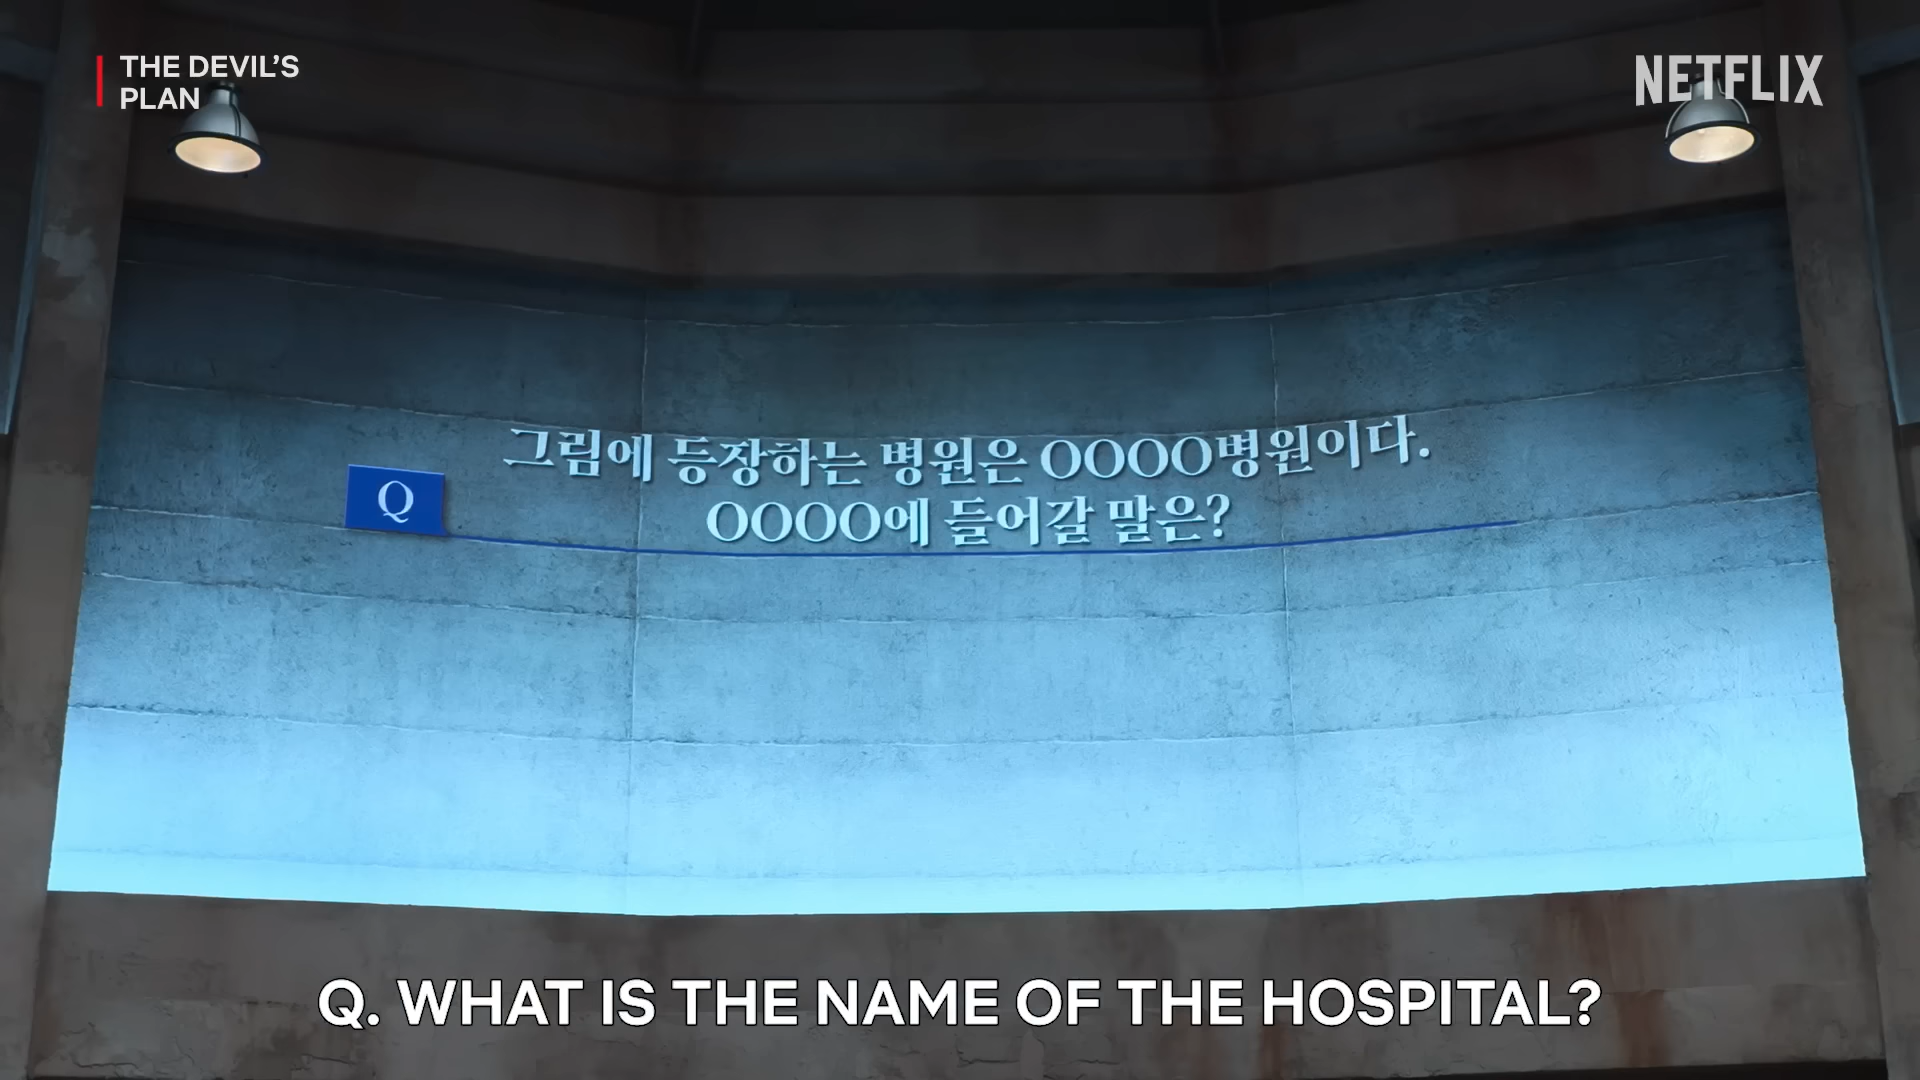 THE DEVIL'S
PLAN
NETFLIX
그림에 등장하는 병원은 OOOO병원이다.
Q
OOOO에 들어갈 말은?
Q. WHAT IS THE NAME OF THE HOSPITAL?